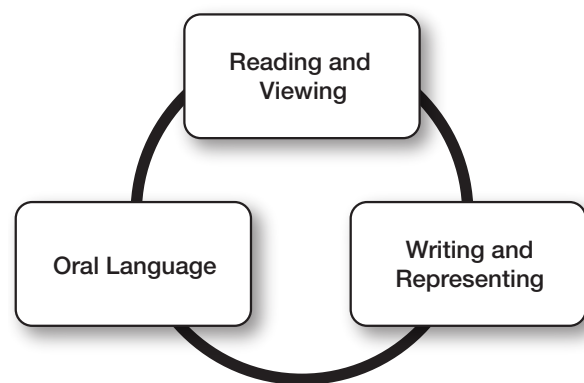 Reading and
Viewing
Oral Language
Writing and
Representing